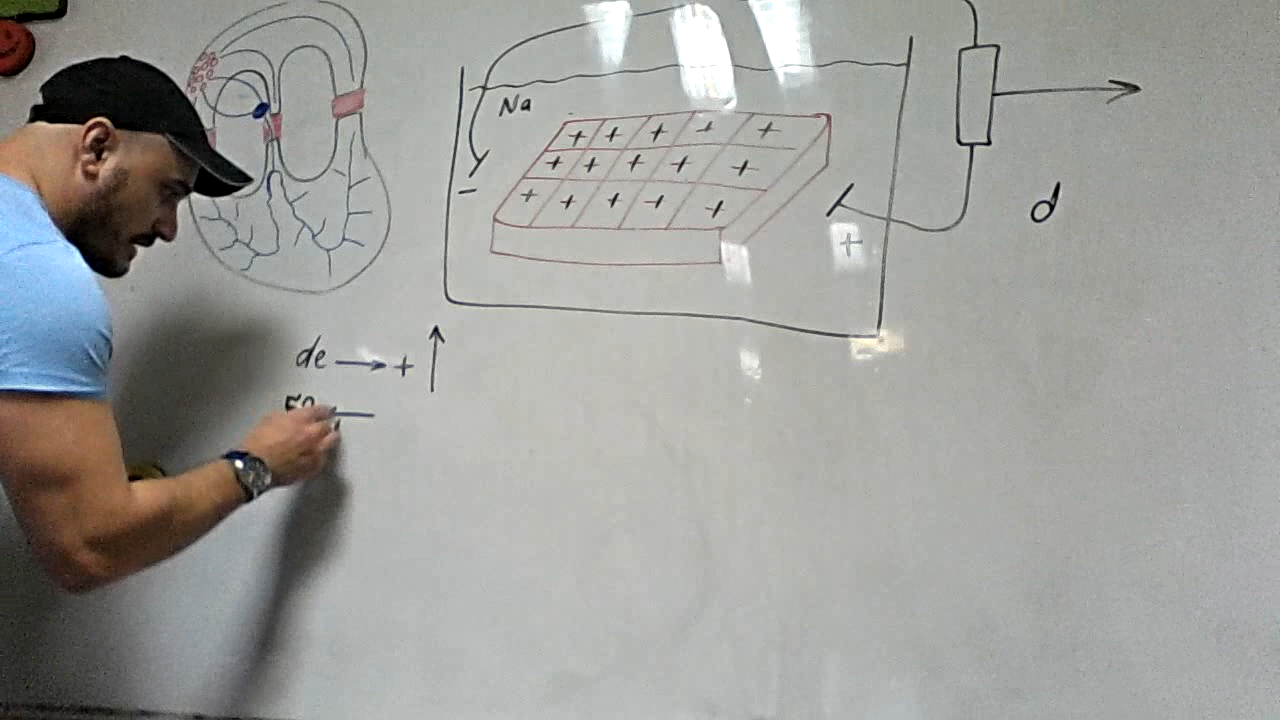 Na
+ + + + +
+ + + + +
+ + + + +
-
+
d
de → + ↑